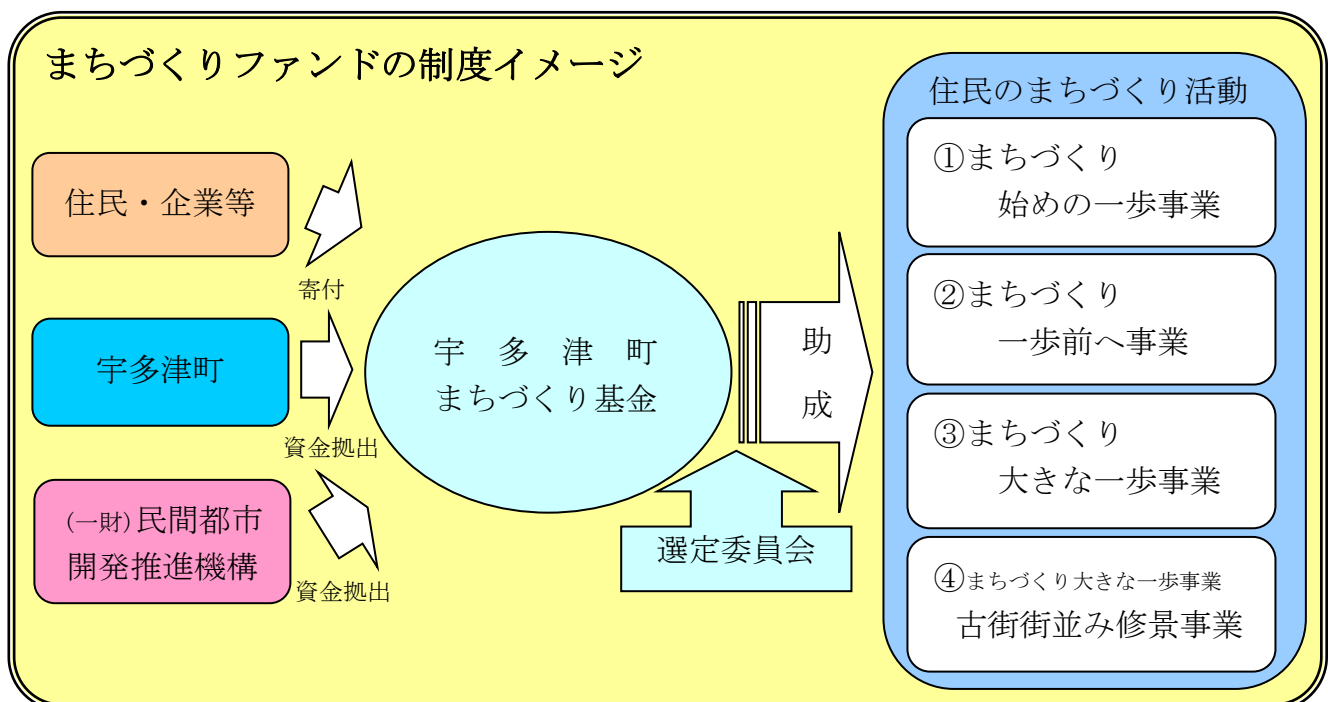 まちづくりファンドの制度イメージ
住民・企業等
寄付
宇多津町
資金拠出
(一財)民間都市
開発推進機構
資金拠出
宇多津町
まちづくり基金
助
成
選定委員会
住民のまちづくり活動
①まちづくり
始めの一歩事業
②まちづくり
一歩前へ事業
③まちづくり
大きな一歩事業
④まちづくり大きな一歩事業
古街街並み修景事業